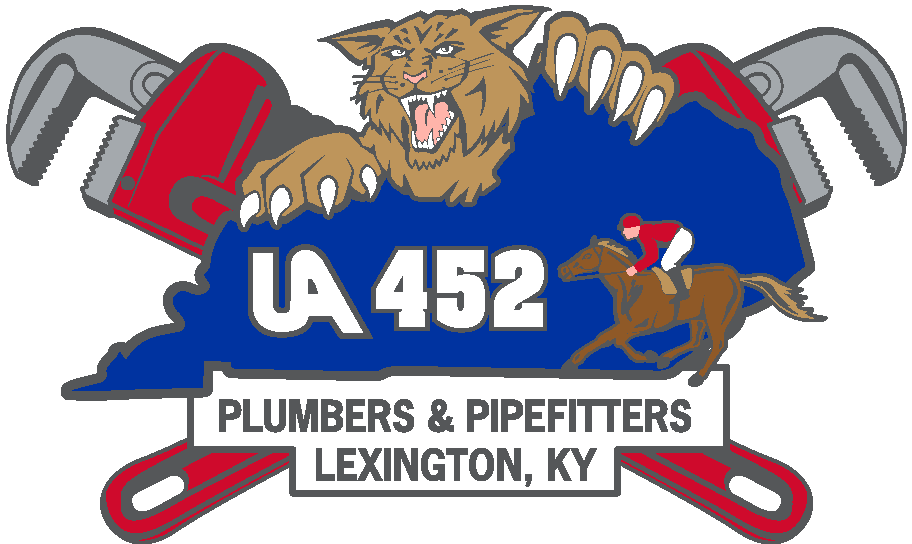 UA 452
PLUMBERS & PIPEFITTERS
LEXINGTON, KY